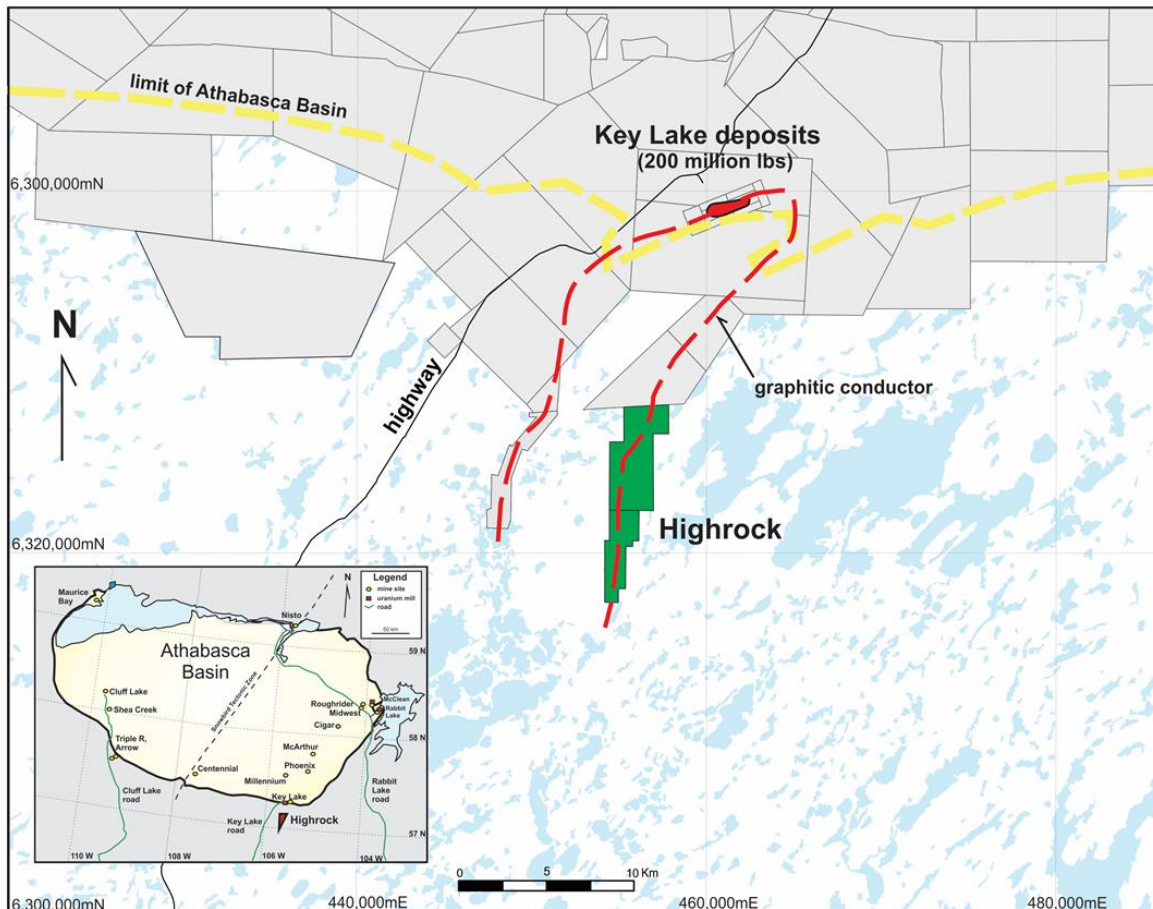 limit of Athabasca Basin
Key Lake deposits
(200 million lbs)
6,300,000mN
N
highway
graphitic conductor
Highrock
6,320,000mN
Legend
mine site
uranium mill
road
50 km
N
Maurice
Bay
Nisto
Athabasca
Basin
59 N
Snowbird Tectonic Zone
Cluff Lake
Shea Creek
Roughrider
Midwest
McClean
Rabbit
Lake
Cigar
58 N
Triple R,
Arrow
McArthur
Centennial
Phoenix
Millennium
Cluff Lake
road
Rabbit
Lake
road
Key Lake
Key Lake
road
Highrock
57 N
110 W
108 W
106 W
104 W
0
5
10 Km
6,300,000mN
440,000mE
460,000mE
480,000mE